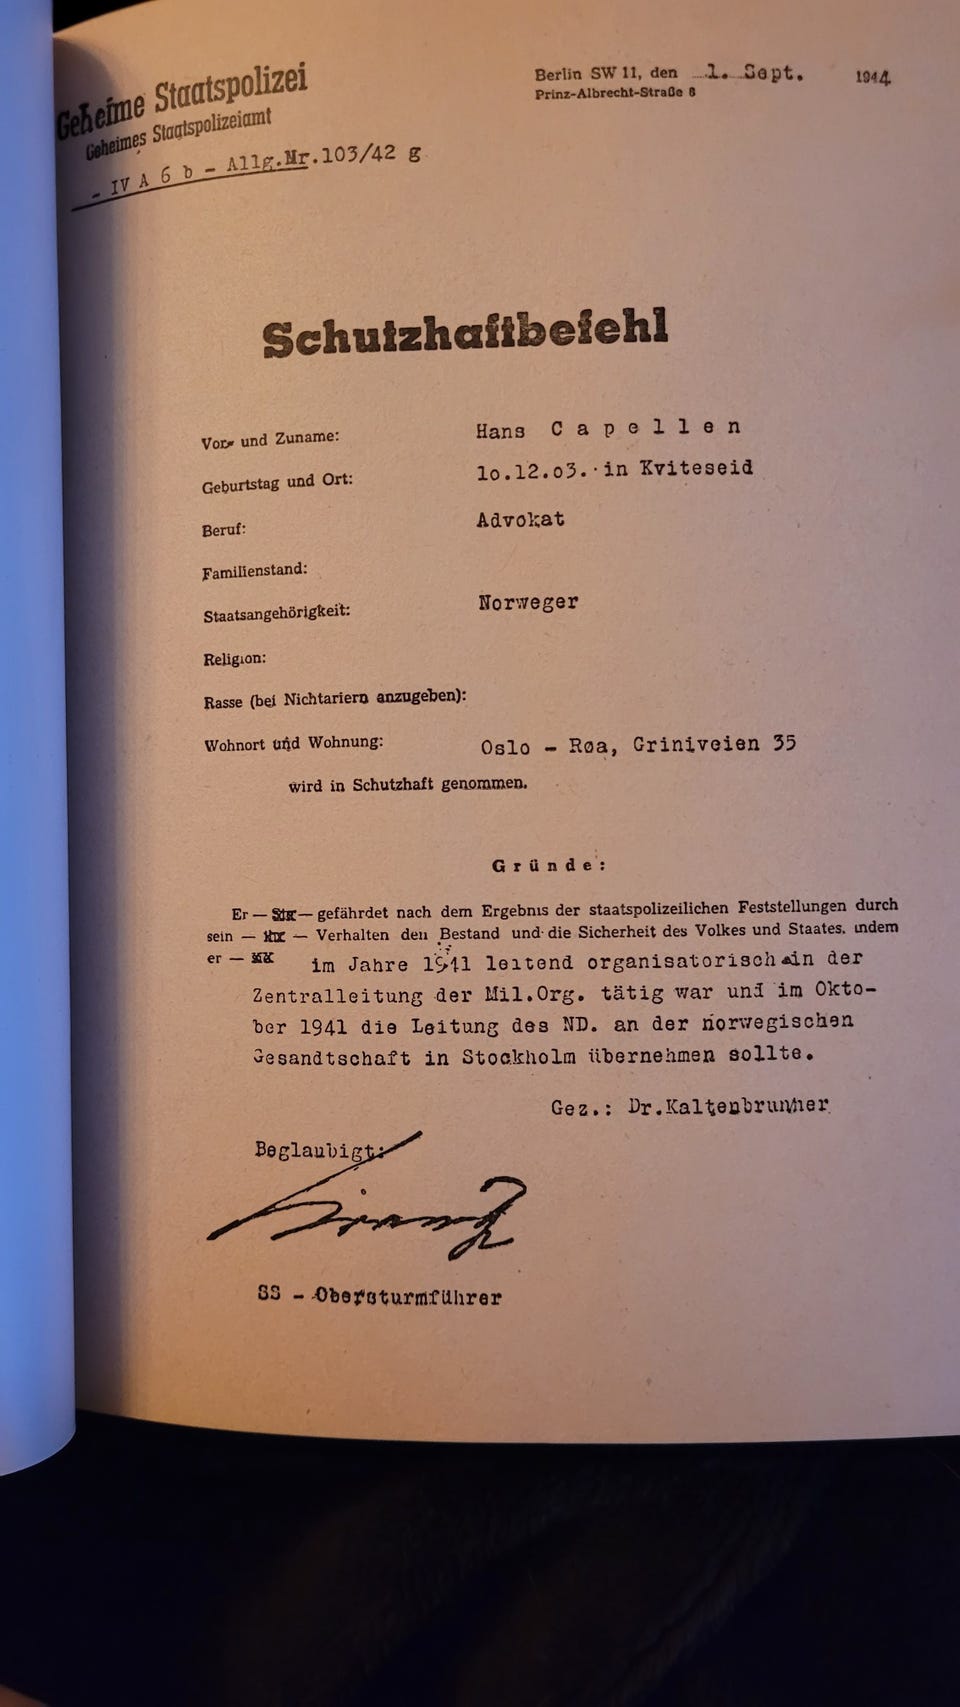 Geheime Staatspolizei
Geheimes Staatspolizeiamt
- IV A 6 b - Allg.Nr.103/42 g
Berlin SW 11, den 1. Sept. 1944
Prinz-Albrecht-Straße 8
Schutzhaftbefehl
Vor- und Zuname: Hans Capellen
Geburtstag und Ort: 10.12.03. in Kviteseid
Beruf: Advokat
Familienstand:
Staatsangehörigkeit: Norweger
Religion:
Rasse (bei Nichtariern anzugeben):
Wohnort und Wohnung: Oslo - Røa, Griniveien 35
wird in Schutzhaft genommen.
Gründe:
Er — — gefährdet nach dem Ergebnis der staatspolizeilichen Feststellungen durch
sein — — Verhalten den Bestand und die Sicherheit des Volkes und Staates, indem
er — im Jahre 1941 leitend organisatorisch in der
Zentralleitung der Mil.Org. tätig war und im Okto-
ber 1941 die Leitung des ND. an der norwegischen
Gesandtschaft in Stockholm übernehmen sollte.
Gez.: Dr.Kaltenbrunner
Beglaubigt:
SS - Obersturmführer